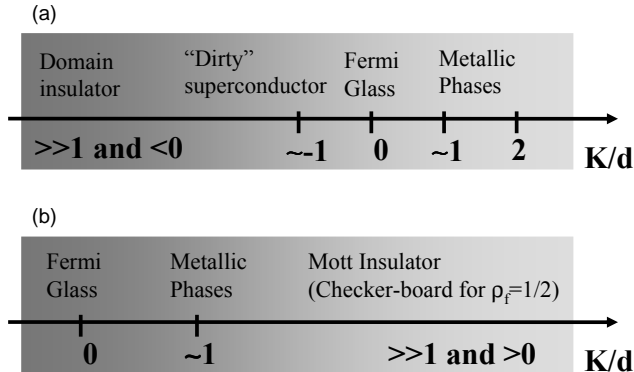 (a)
Domain insulator
“Dirty” superconductor
Fermi Glass
Metallic Phases
>>1 and <0
~-1
0
~1
2
K/d
(b)
Fermi Glass
Metallic Phases
Mott Insulator
(Checker-board for ρf=1/2)
0
~1
>>1 and >0
K/d